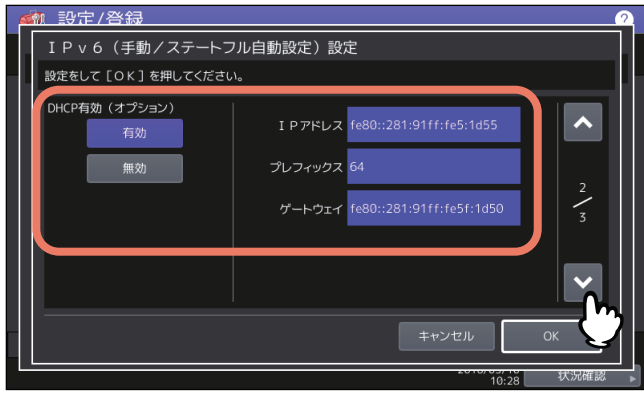 設定/登録
?
IPv6（手動／ステートフル自動設定）設定
設定をして［OK］を押してください。
DHCP有効（オプション）
有効
無効
IPアドレス fe80::281:91ff:fe5:1d55
プレフィックス 64
ゲートウェイ fe80::281:91ff:fe5f:1d50
2
3
キャンセル
OK
10:28
状況確認